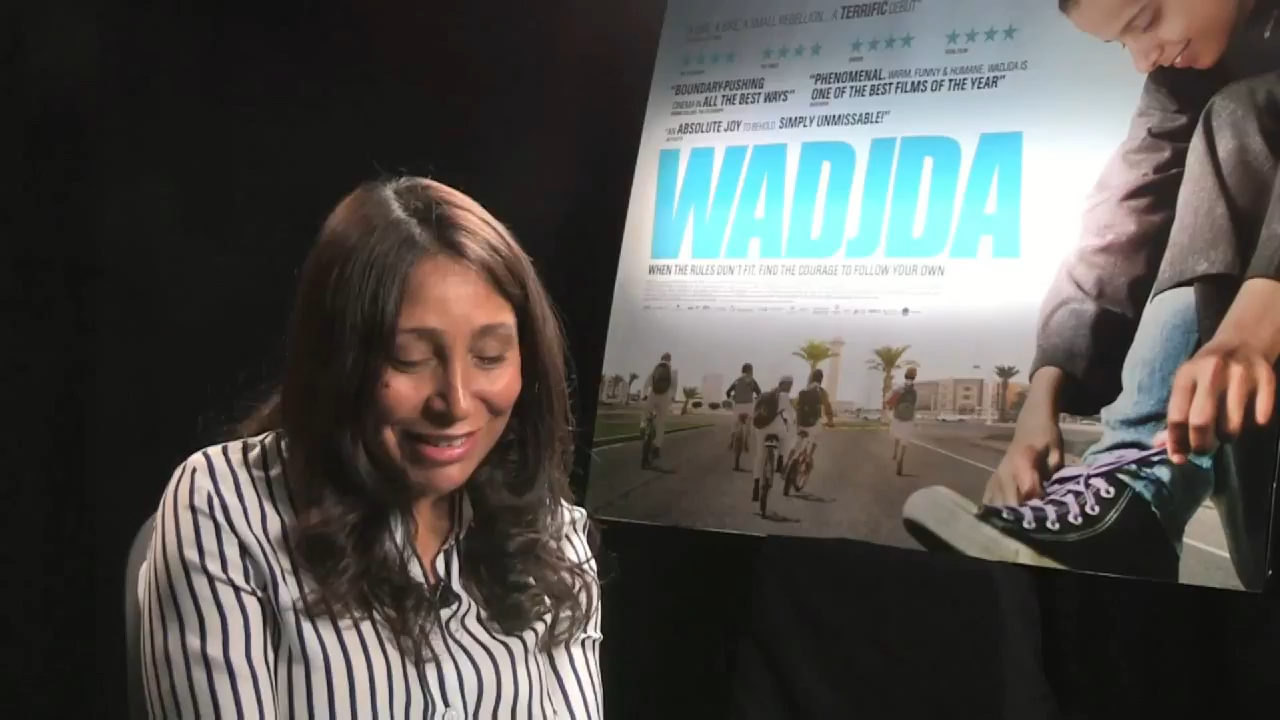 "A GIRL, A BIKE, A SMALL REBELLION... A TERRIFIC DEBUT"
"BOUNDARY-PUSHING
CINEMA IN ALL THE BEST WAYS"
"PHENOMENAL. WARM, FUNNY & HUMANE, WADJDA IS
ONE OF THE BEST FILMS OF THE YEAR"
"AN ABSOLUTE JOY TO BEHOLD. SIMPLY UNMISSABLE!"
WADJDA
WHEN THE RULES DON'T FIT, FIND THE COURAGE TO FOLLOW YOUR OWN